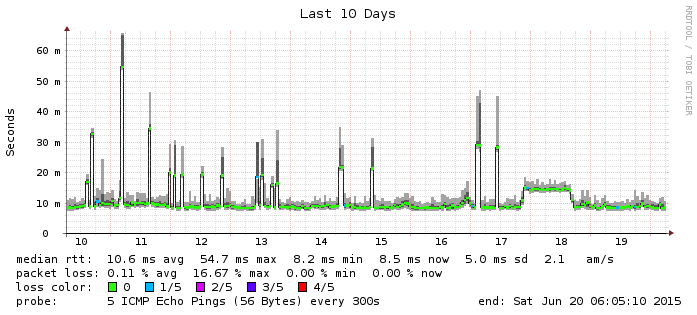 Last 10 Days
RRDTOOL / TOBI OETIKER
Seconds
60 m
50 m
40 m
30 m
20 m
10 m
0
10 11 12 13 14 15 16 17 18 19
median rtt: 10.6 ms avg 54.7 ms max 8.2 ms min 8.5 ms now 5.0 ms sd 2.1 am/s
packet loss: 0.11 % avg 16.67 % max 0.00 % min 0.00 % now
loss color: 0 1/5 2/5 3/5 4/5
probe: 5 ICMP Echo Pings (56 Bytes) every 300s end: Sat Jun 20 06:05:10 2015